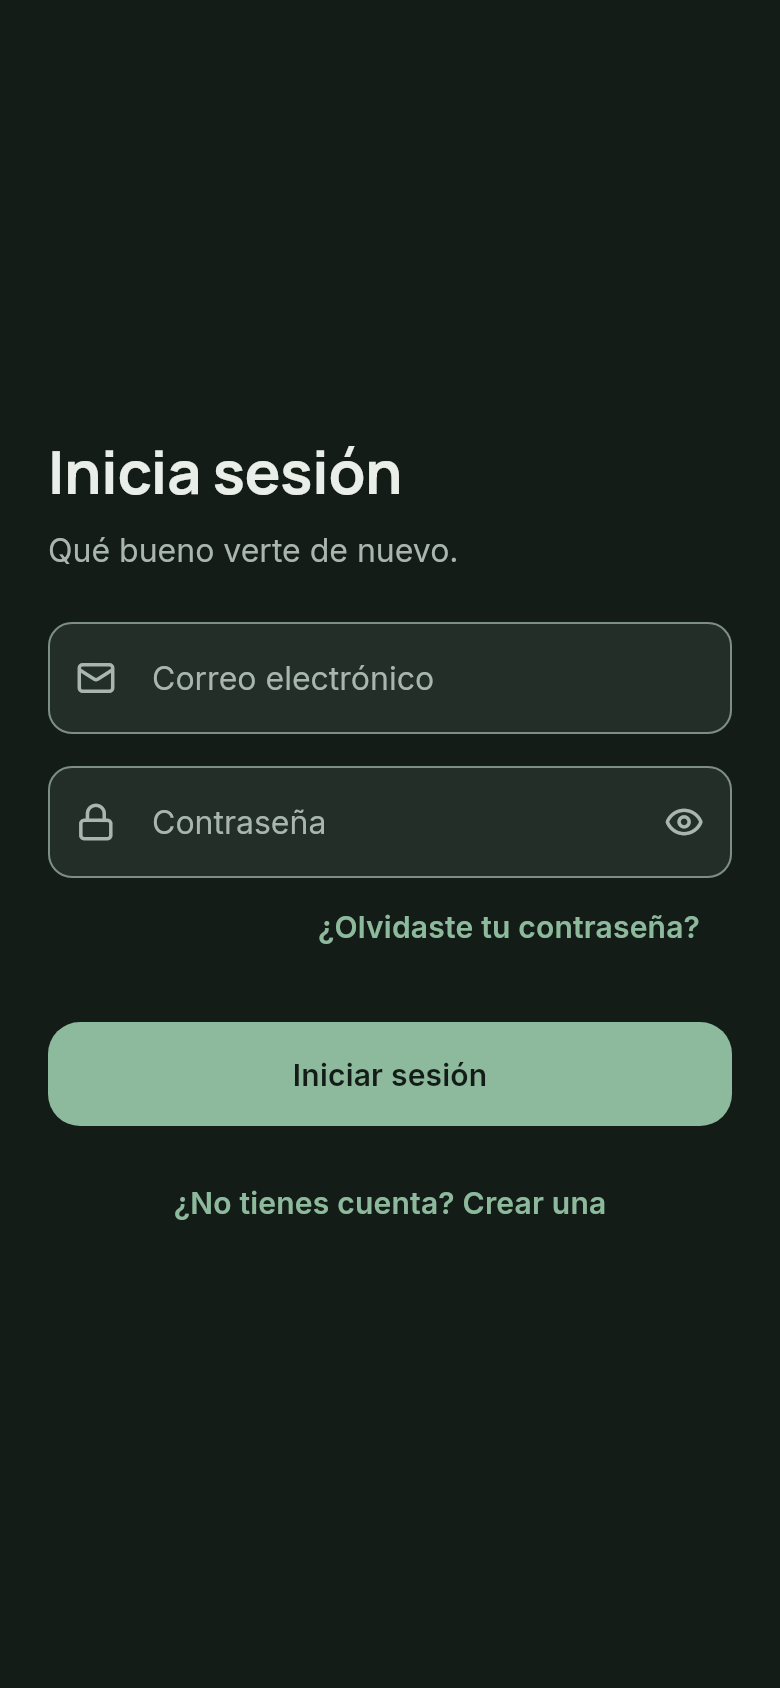 Inicia sesión
Qué bueno verte de nuevo.
Correo electrónico
Contraseña
¿Olvidaste tu contraseña?
Iniciar sesión
¿No tienes cuenta? Crear una